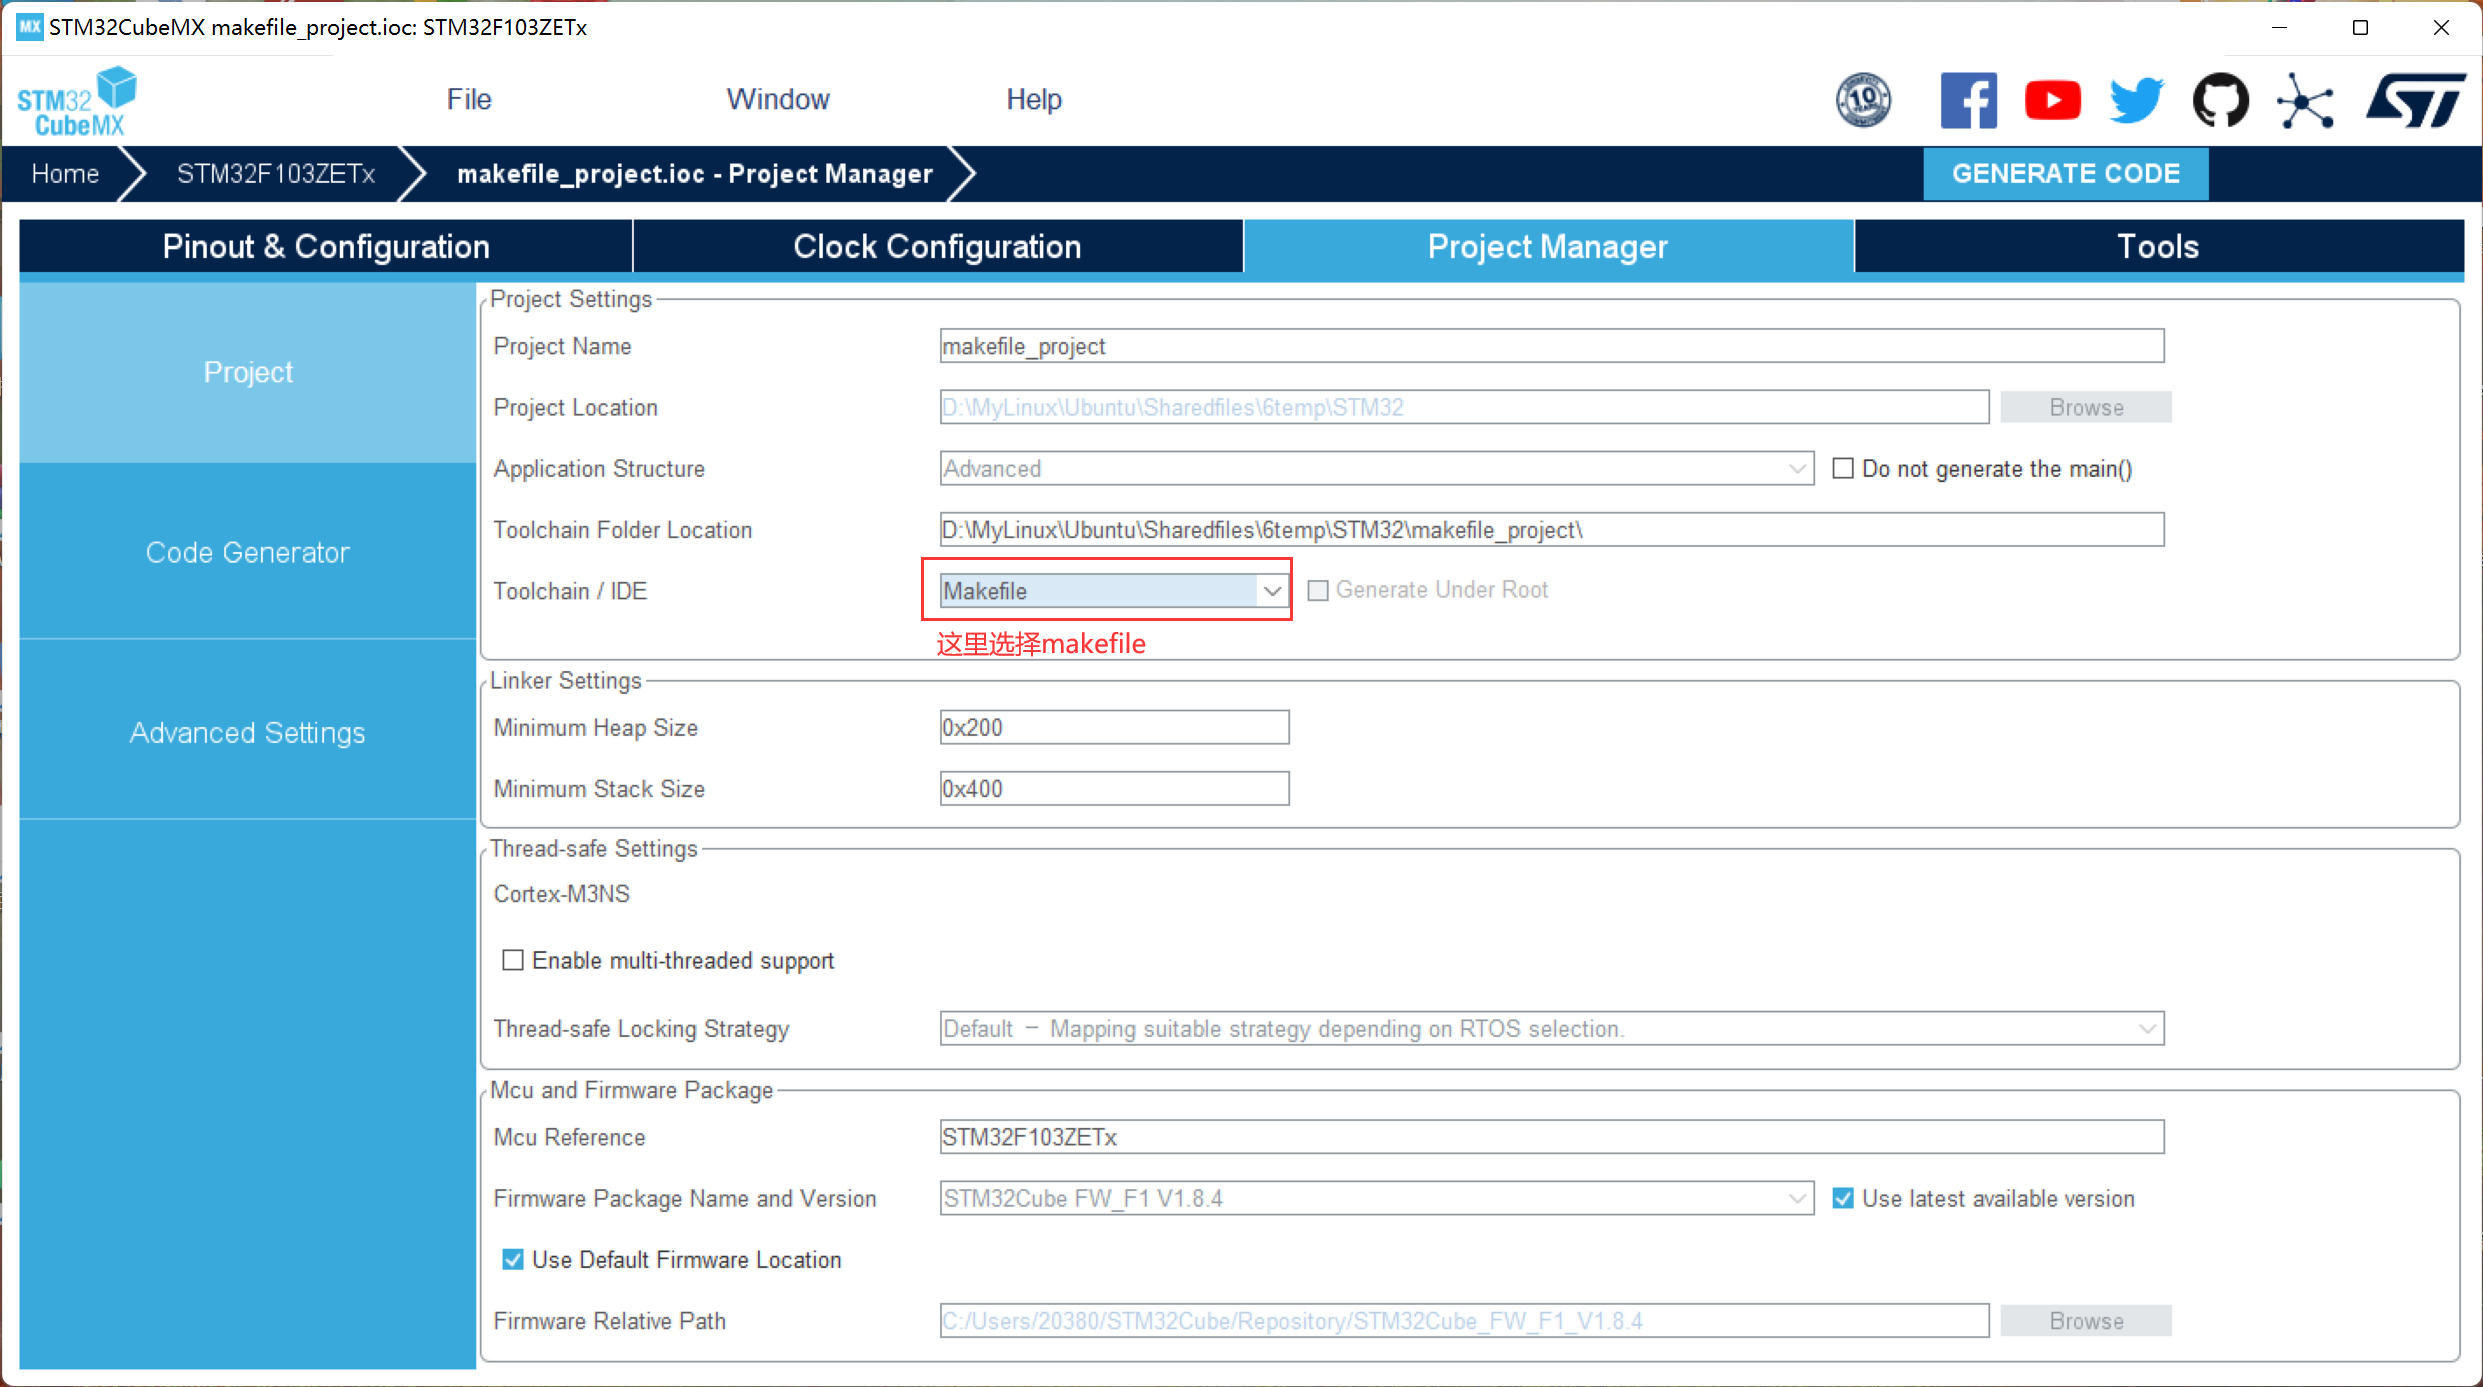 MX STM32CubeMX makefile_project.ioc: STM32F103ZETx
STM32
CubeMX
File Window Help
10
Home STM32F103ZETx makefile_project.ioc - Project Manager GENERATE CODE
Pinout & Configuration Clock Configuration Project Manager Tools
Project
Code Generator
Advanced Settings
Project Settings
Project Name makefile_project
Project Location D:\MyLinux\Ubuntu\Sharedfiles\6temp\STM32 Browse
Application Structure Advanced Do not generate the main()
Toolchain Folder Location D:\MyLinux\Ubuntu\Sharedfiles\6temp\STM32\makefile_project\
Toolchain / IDE Makefile Generate Under Root
这里选择makefile
Linker Settings
Minimum Heap Size 0x200
Minimum Stack Size 0x400
Thread-safe Settings
Cortex-M3NS
Enable multi-threaded support
Thread-safe Locking Strategy Default – Mapping suitable strategy depending on RTOS selection.
Mcu and Firmware Package
Mcu Reference STM32F103ZETx
Firmware Package Name and Version STM32Cube FW_F1 V1.8.4 Use latest available version
Use Default Firmware Location
Firmware Relative Path C:/Users/20380/STM32Cube/Repository/STM32Cube_FW_F1_V1.8.4 Browse